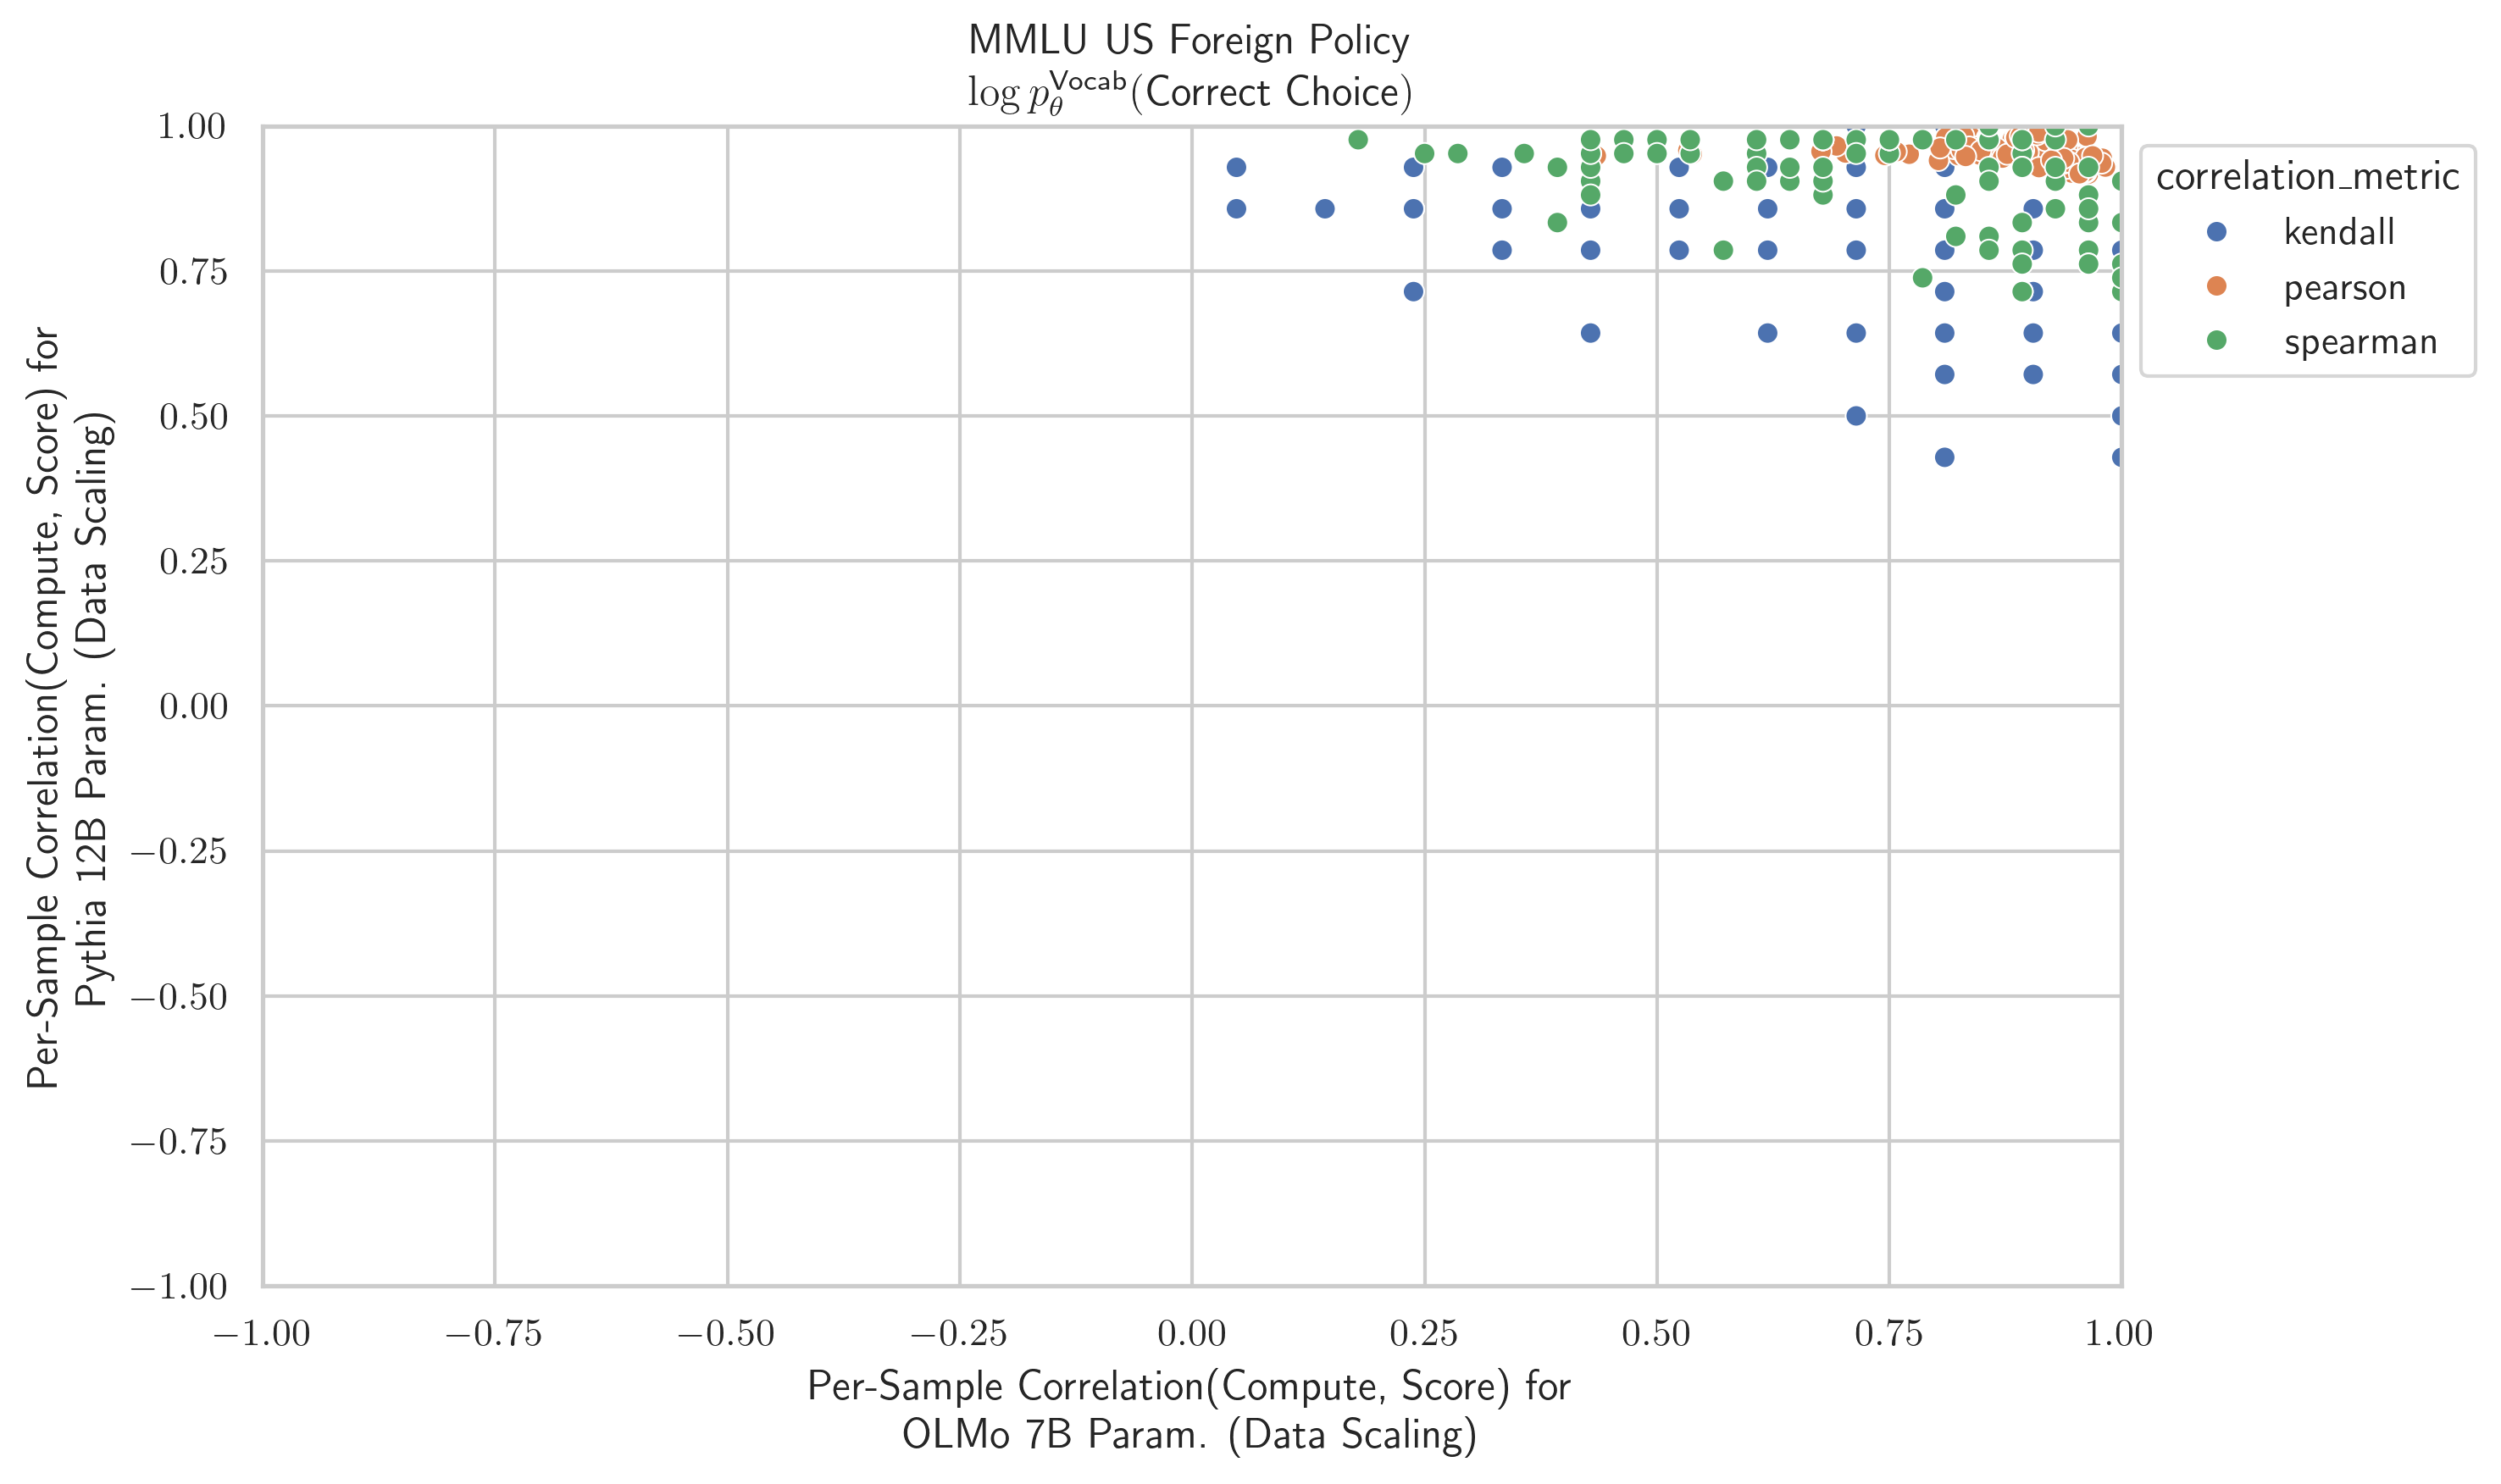 MMLU US Foreign Policy
log p_θ^Vocab(Correct Choice)
1.00
0.75
0.50
0.25
0.00
−0.25
−0.50
−0.75
−1.00
Per-Sample Correlation(Compute, Score) for
Pythia 12B Param. (Data Scaling)
correlation_metric
kendall
pearson
spearman
−1.00 −0.75 −0.50 −0.25 0.00 0.25 0.50 0.75 1.00
Per-Sample Correlation(Compute, Score) for
OLMo 7B Param. (Data Scaling)